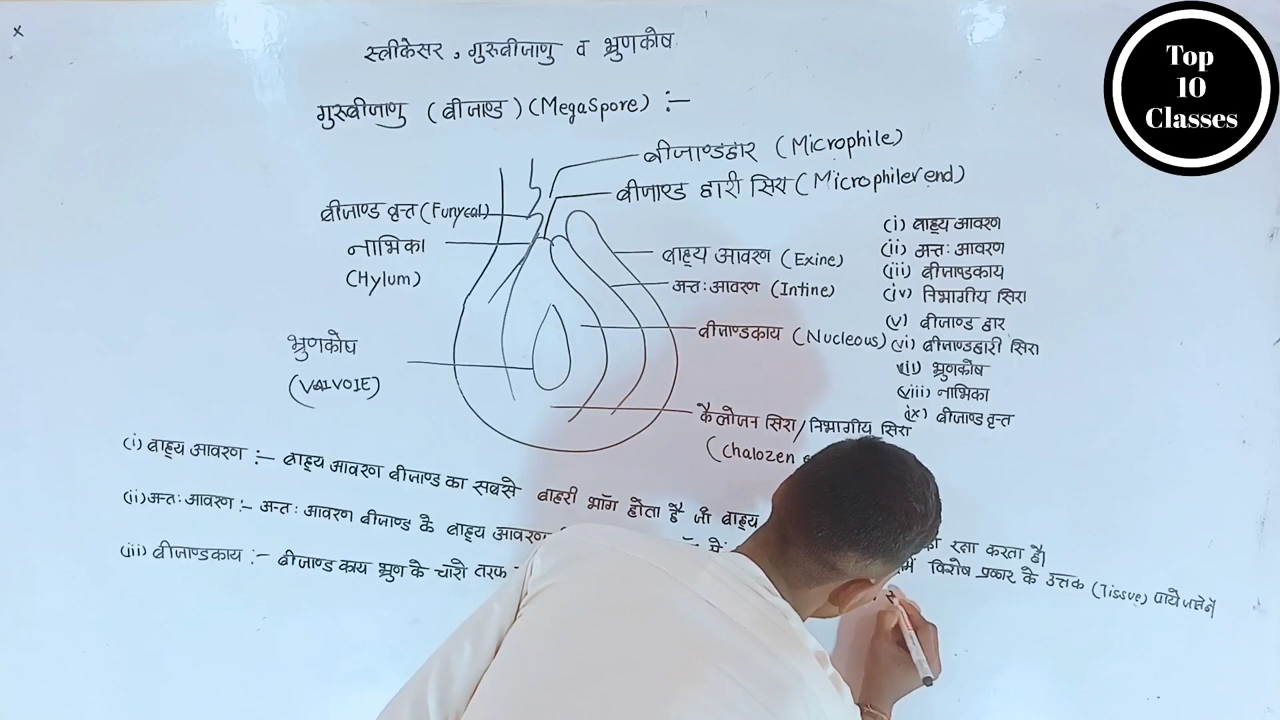 x
स्त्रीकेसर, गुरुबीजाणु व भ्रुणकोष
गुरुबीजाणु (बीजाण्ड) (MegaSpore) :—
बीजाण्डद्वार (Microphile)
बीजाण्ड द्वारी सिरा (Microphiler end)
बीजाण्ड वृन्त (Funycal)
नाभिका
(Hylum)
बाह्य आवरण (Exine)
अन्तः आवरण (Intine)
बीजाण्डकाय (Nucleous)
भ्रुणकोष
(VALVOIE)
कैलोजन सिरा/निभागीय सिरा
(Chalozen
(i) बाह्य आवरण
(ii) अन्तः आवरण
(iii) बीजाण्डकाय
(iv) निभागीय सिरा
(v) बीजाण्ड द्वार
(vi) बीजाण्डद्वारी सिरा
(vii) भ्रुणकोष
(viii) नाभिका
(ix) बीजाण्ड वृन्त
(i) बाह्य आवरण :— बाह्य आवरण बीजाण्ड का सबसे बाहरी भाग होता है जो बाह्य की रक्षा करता है।
(ii) अन्तः आवरण :- अन्तः आवरण बीजाण्ड के बाह्य आवरण में विशेष प्रकार के उत्तक (Tissue) पाये जाते हैं
(iii) बीजाण्डकाय :- बीजाण्ड काय भ्रुण के चारो तरफ
Top
10
Classes